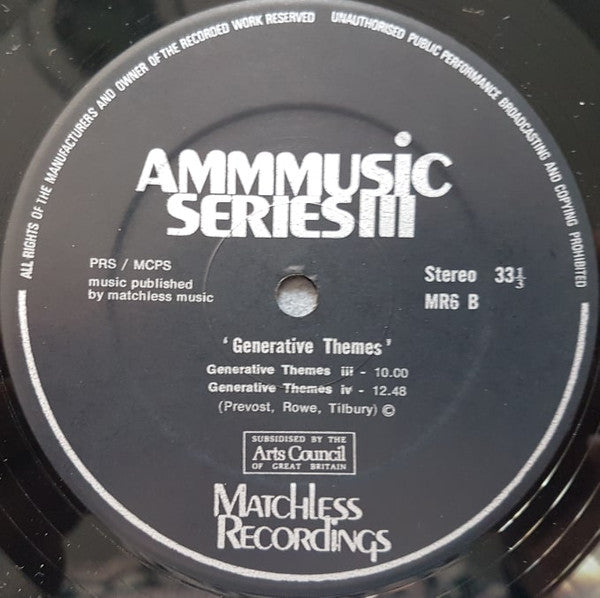 ALL RIGHTS OF THE MANUFACTURERS AND OWNER OF THE RECORDED WORK RESERVED
UNAUTHORISED PUBLIC PERFORMANCE BROADCASTING AND COPYING PROHIBITED
AMMMUSiC
SERIES III
PRS / MCPS
music published
by matchless music
Stereo 33⅓
MR6 B
'Generative Themes'
Generative Themes iii - 10.00
Generative Themes iv - 12.48
(Prevost, Rowe, Tilbury) ©
SUBSIDISED BY THE
Arts Council
OF GREAT BRITAIN
MATCHLESS
RECORDINGS